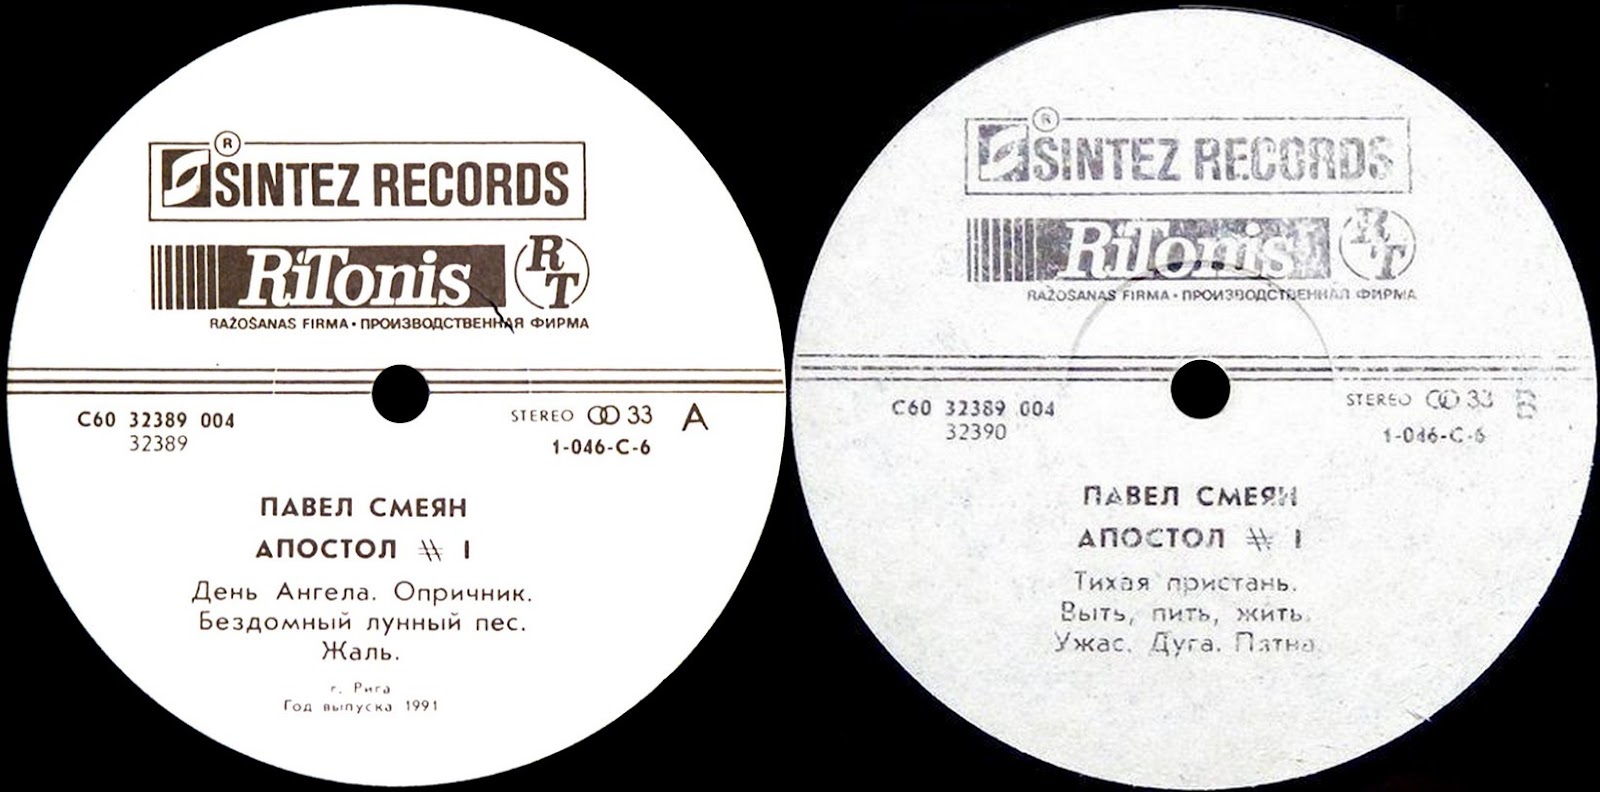 ®
SINTEZ RECORDS
RiTonis RT
RAŽOŠANAS FIRMA • ПРОИЗВОДСТВЕННАЯ ФИРМА
C60 32389 004
32389
STEREO 33 A
1-046-C-6
ПАВЕЛ СМЕЯН
АПОСТОЛ # 1
День Ангела. Опричник.
Бездомный лунный пес.
Жаль.
г. Рига
Год выпуска 1991
®
SINTEZ RECORDS
RiTonis RT
RAŽOŠANAS FIRMA • ПРОИЗВОДСТВЕННАЯ ФИРМА
C60 32389 004
32390
STEREO 33 B
1-046-C-6
ПАВЕЛ СМЕЯН
АПОСТОЛ # 1
Тихая пристань.
Выть, пить, жить.
Ужас. Дуга. Пятна.